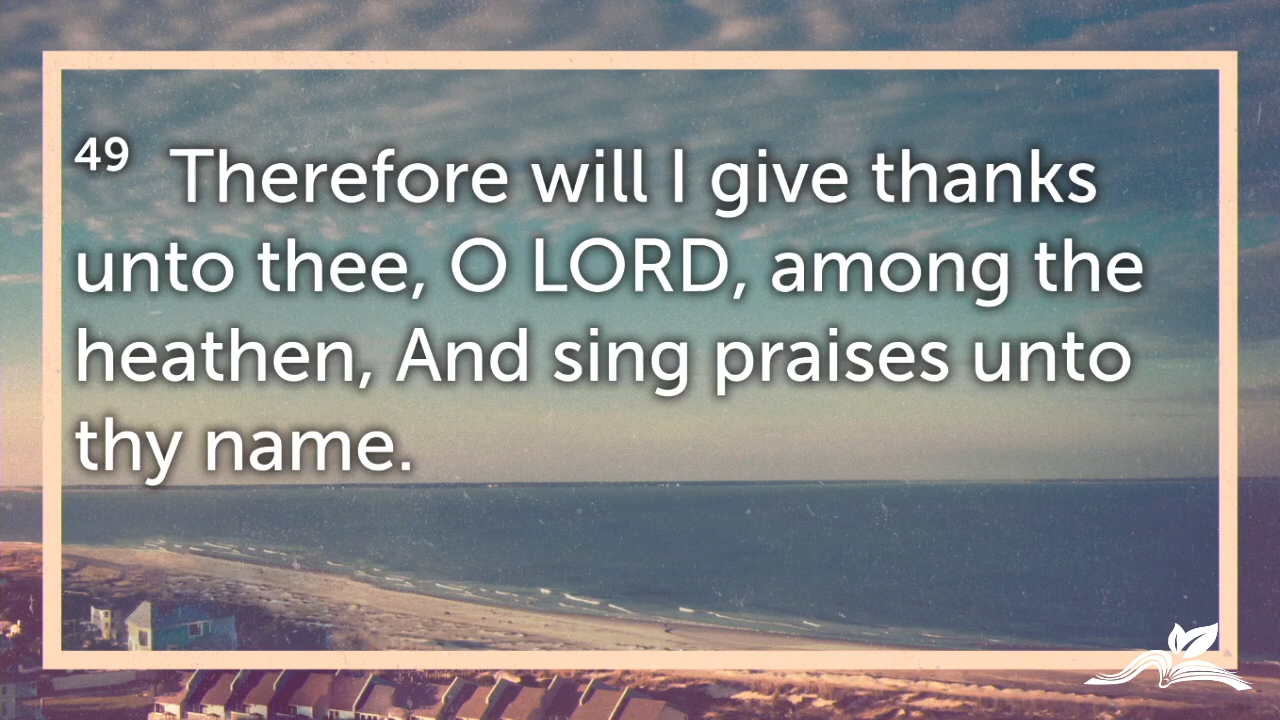 49 Therefore will I give thanks
unto thee, O LORD, among the
heathen, And sing praises unto
thy name.